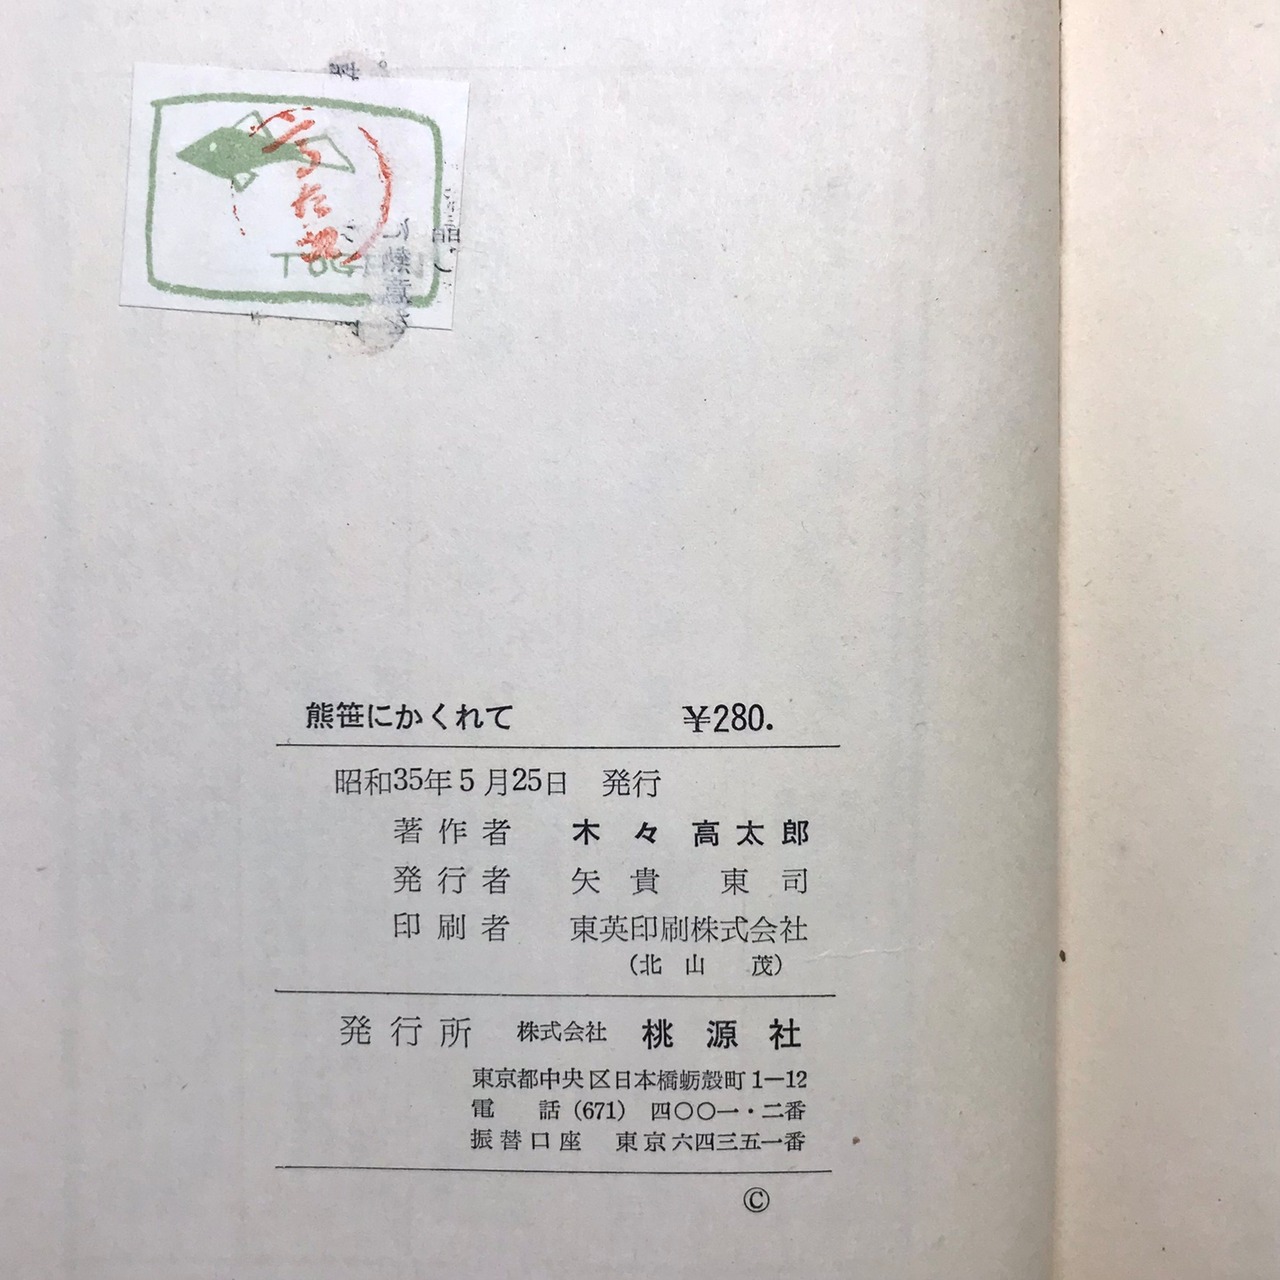 熊笹にかくれて ¥280.
昭和35年5月25日 発行
著作者 木々高太郎
発行者 矢貴東司
印刷者 東英印刷株式会社
(北山茂)
発行所 株式会社 桃源社
東京都中央区日本橋蛎殻町1—12
電話(671) 四〇〇一・二番
振替口座 東京六四三五一番
©